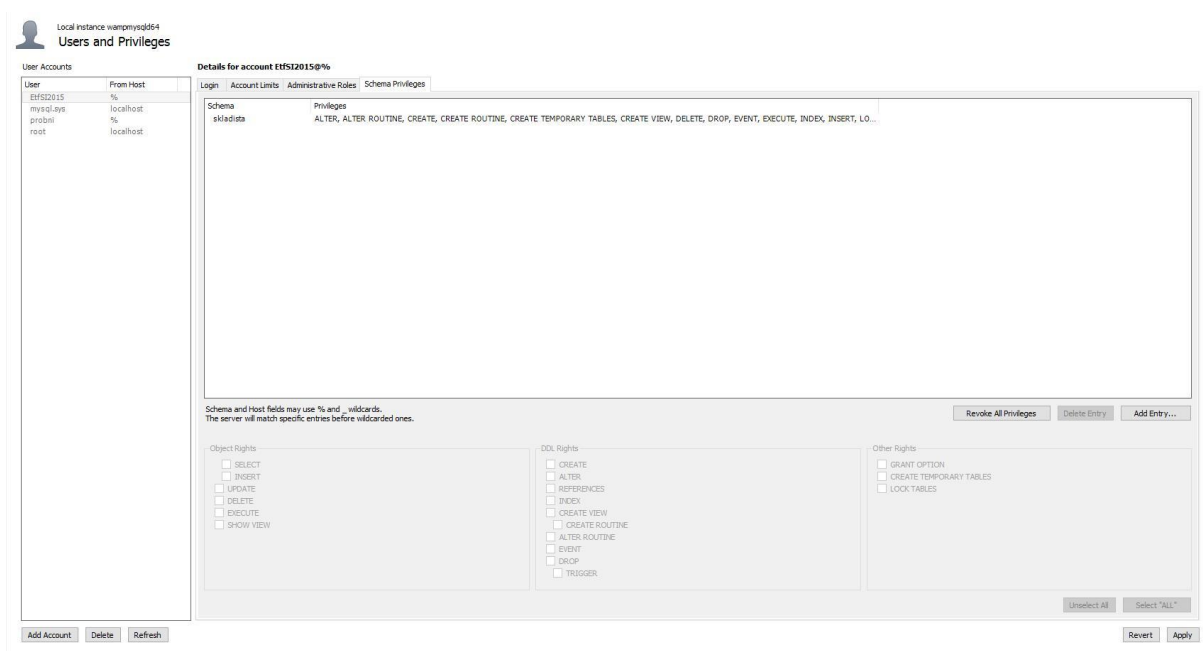 Local instance wampmysqld64
Users and Privileges
User Accounts
User From Host
EtfSI2015 %
mysql.sys localhost
probni %
root localhost
Details for account EtfSI2015@%
Login Account Limits Administrative Roles Schema Privileges
Schema Privileges
skladista ALTER, ALTER ROUTINE, CREATE, CREATE ROUTINE, CREATE TEMPORARY TABLES, CREATE VIEW, DELETE, DROP, EVENT, EXECUTE, INDEX, INSERT, LO...
Schema and Host fields may use % and _ wildcards.
The server will match specific entries before wildcarded ones.
Revoke All Privileges Delete Entry Add Entry...
Object Rights
SELECT
INSERT
UPDATE
DELETE
EXECUTE
SHOW VIEW
DDL Rights
CREATE
ALTER
REFERENCES
INDEX
CREATE VIEW
CREATE ROUTINE
ALTER ROUTINE
EVENT
DROP
TRIGGER
Other Rights
GRANT OPTION
CREATE TEMPORARY TABLES
LOCK TABLES
Unselect All Select "ALL"
Add Account Delete Refresh
Revert Apply